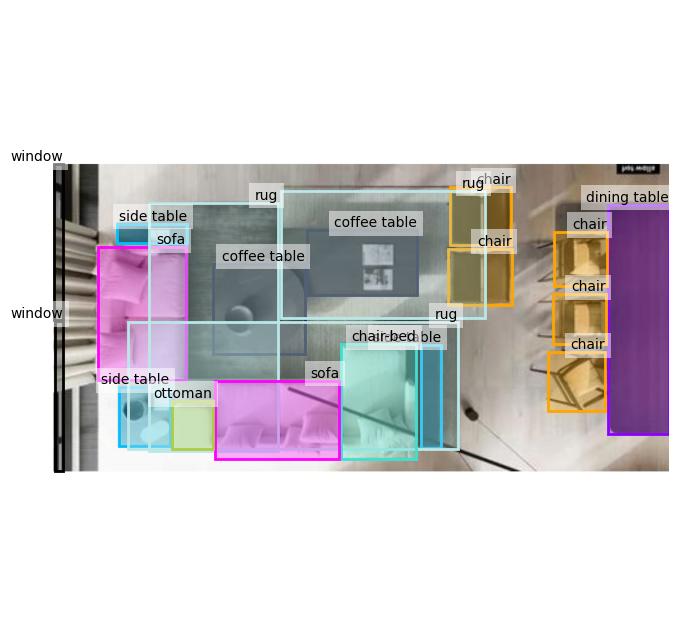 window
side table
rug
rug
chair
dining table
coffee table
chair
chair
sofa
coffee table
chair
window
rug
chair-bed
table
chair
sofa
side table
ottoman